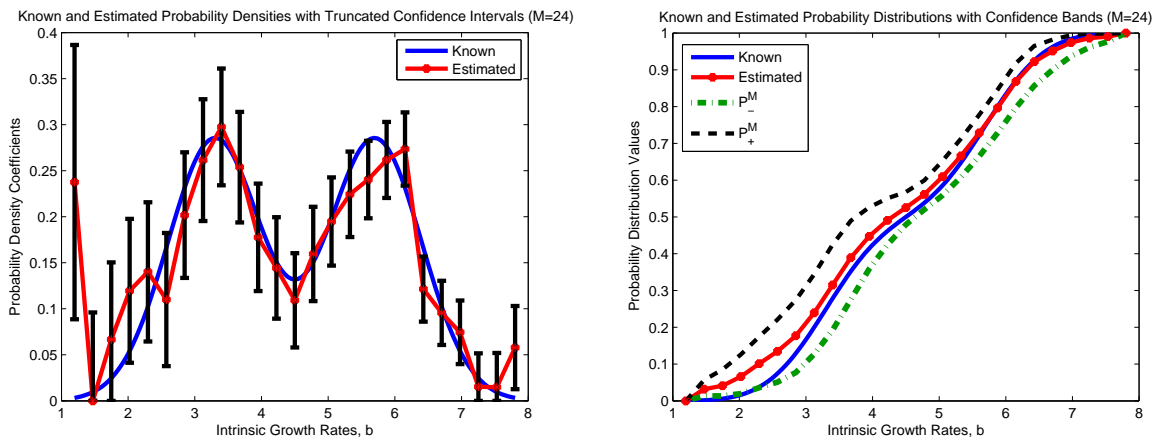 Known and Estimated Probability Densities with Truncated Confidence Intervals (M=24)
0.4
0.35
0.3
0.25
0.2
0.15
0.1
0.05
0
Probability Density Coefficients
Known
Estimated
1 2 3 4 5 6 7 8
Intrinsic Growth Rates, b
Known and Estimated Probability Distributions with Confidence Bands (M=24)
1
0.9
0.8
0.7
0.6
0.5
0.4
0.3
0.2
0.1
0
Probability Distribution Values
Known
Estimated
P_-^M
P_+^M
1 2 3 4 5 6 7 8
Intrinsic Growth Rates, b